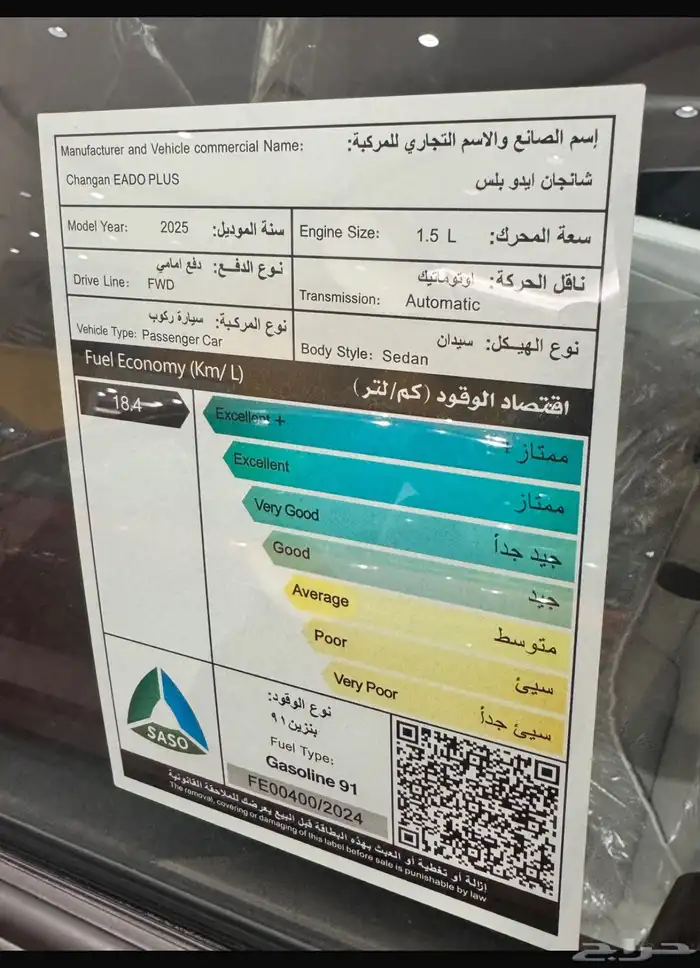 Manufacturer and Vehicle commercial Name: إسم الصانع والاسم التجاري للمركبة:
Changan EADO PLUS شانجان ايدو بلس
Model Year: 2025 سنة الموديل:
Engine Size: 1.5 L سعة المحرك:
نوع الدفع: دفع أمامي
Drive Line: FWD
ناقل الحركة: اوتوماتيك
Transmission: Automatic
نوع المركبة: سيارة ركوب
Vehicle Type: Passenger Car
نوع الهيكل: سيدان
Body Style: Sedan
Fuel Economy (Km/ L) اقتصاد الوقود (كم/لتر)
18.4
Excellent + ممتاز +
Excellent ممتاز
Very Good جيد جداً
Good جيد
Average متوسط
Poor سيئ
Very Poor سيئ جداً
SASO
نوع الوقود:
بنزين ٩١
Fuel Type:
Gasoline 91
FE00400/2024
إزالة أو تغطية أو العبث بهذه البطاقة قبل البيع يعرضك للملاحقة القانونية
The removal, covering or damaging of this label before sale is punishable by law
حراج